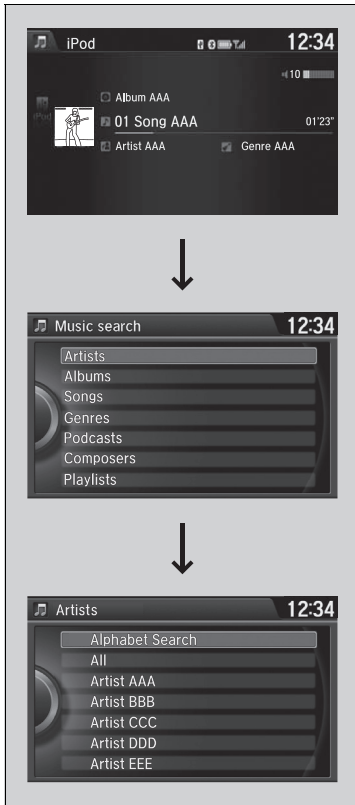 iPod
12:34
10
iPod
Album AAA
01 Song AAA
01'23"
Artist AAA
Genre AAA
Music search
12:34
Artists
Albums
Songs
Genres
Podcasts
Composers
Playlists
Artists
12:34
Alphabet Search
All
Artist AAA
Artist BBB
Artist CCC
Artist DDD
Artist EEE